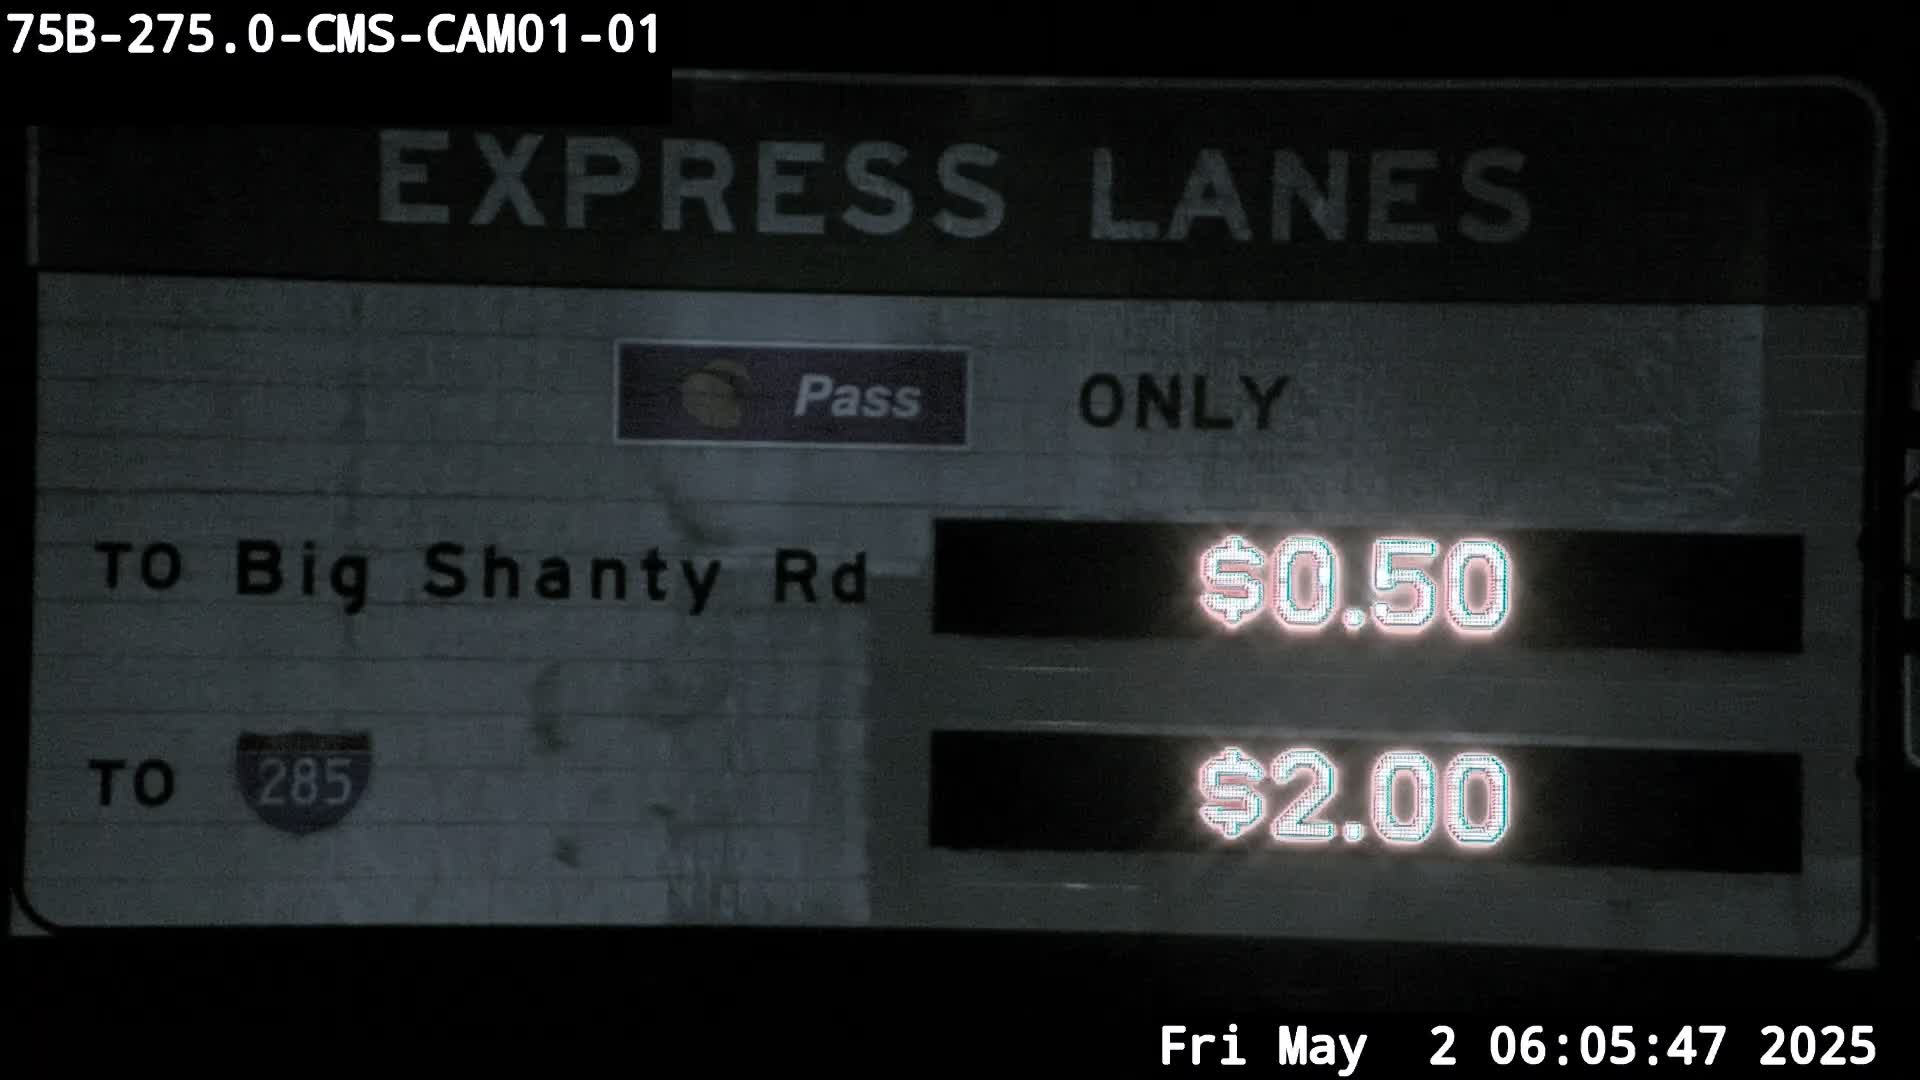 75B-275.0-CMS-CAM01-01
EXPRESS LANES
Pass ONLY
TO Big Shanty Rd $0.50
TO 285 $2.00
Fri May 2 06:05:47 2025